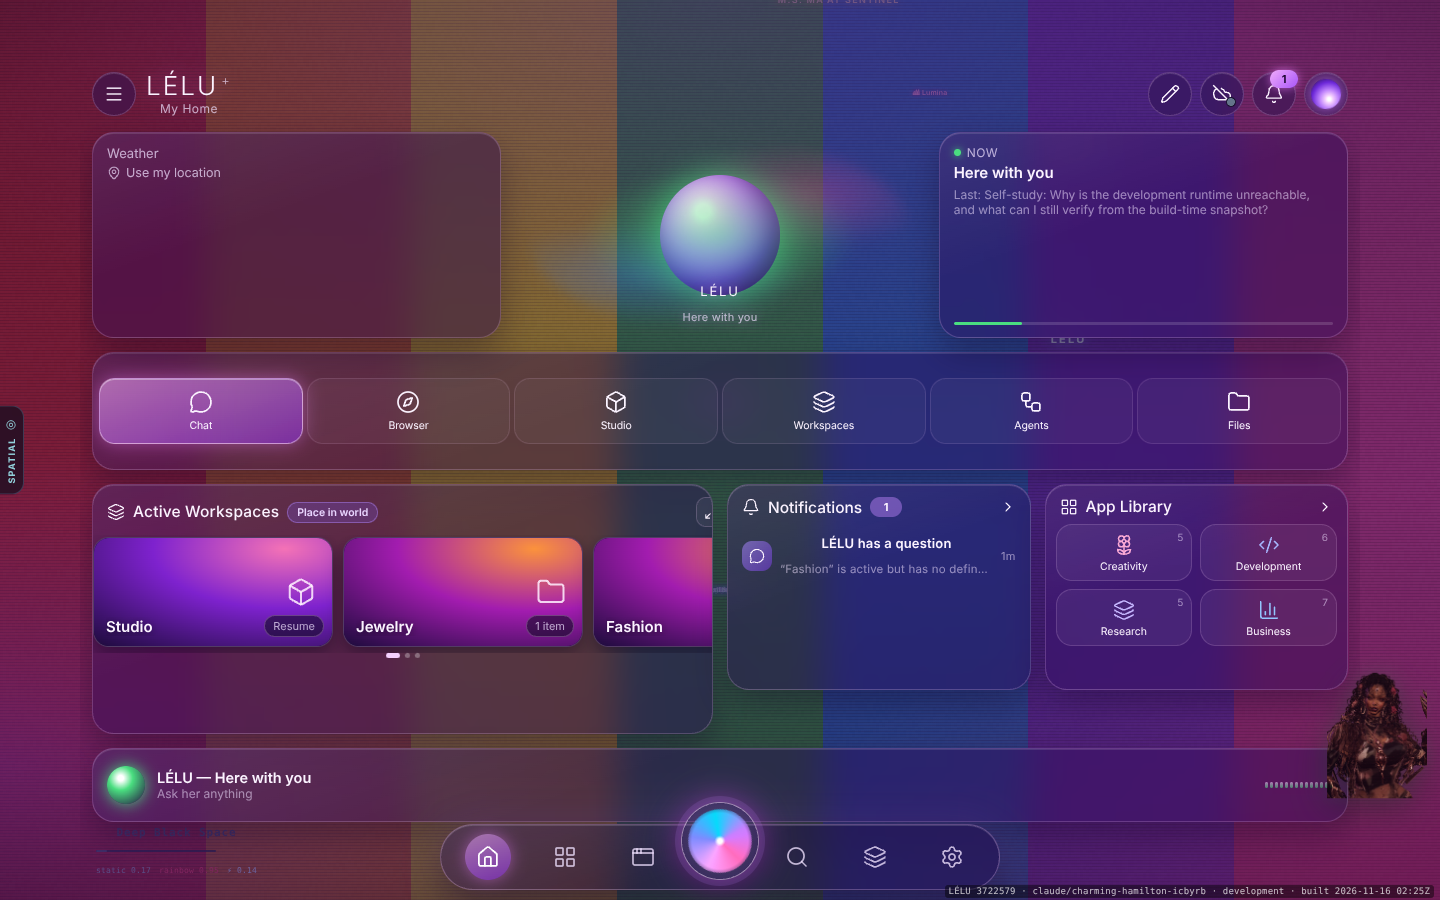 LÉLU +
My Home
Lumina
1
Weather
Use my location
LÉLU
Here with you
NOW
Here with you
Last: Self-study: Why is the development runtime unreachable,
and what can I still verify from the build-time snapshot?
LELU
SPATIAL
Chat
Browser
Studio
Workspaces
Agents
Files
Active Workspaces
Place in world
Studio
Resume
Jewelry
1 item
Fashion
Notifications
1
LÉLU has a question
“Fashion” is active but has no defin...
1m
App Library
Creativity
5
Development
6
Research
5
Business
7
LÉLU — Here with you
Ask her anything
static 0.17
LÉLU 3722579 · claude/charming-hamilton-icbyrb · development · built 2026-11-16 02:25Z